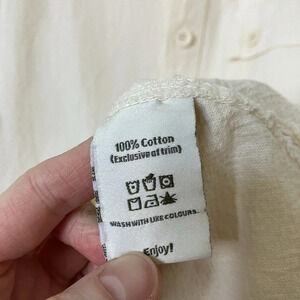 100% Cotton
(Exclusive of trim)
WASH WITH LIKE COLOURS
Enjoy!